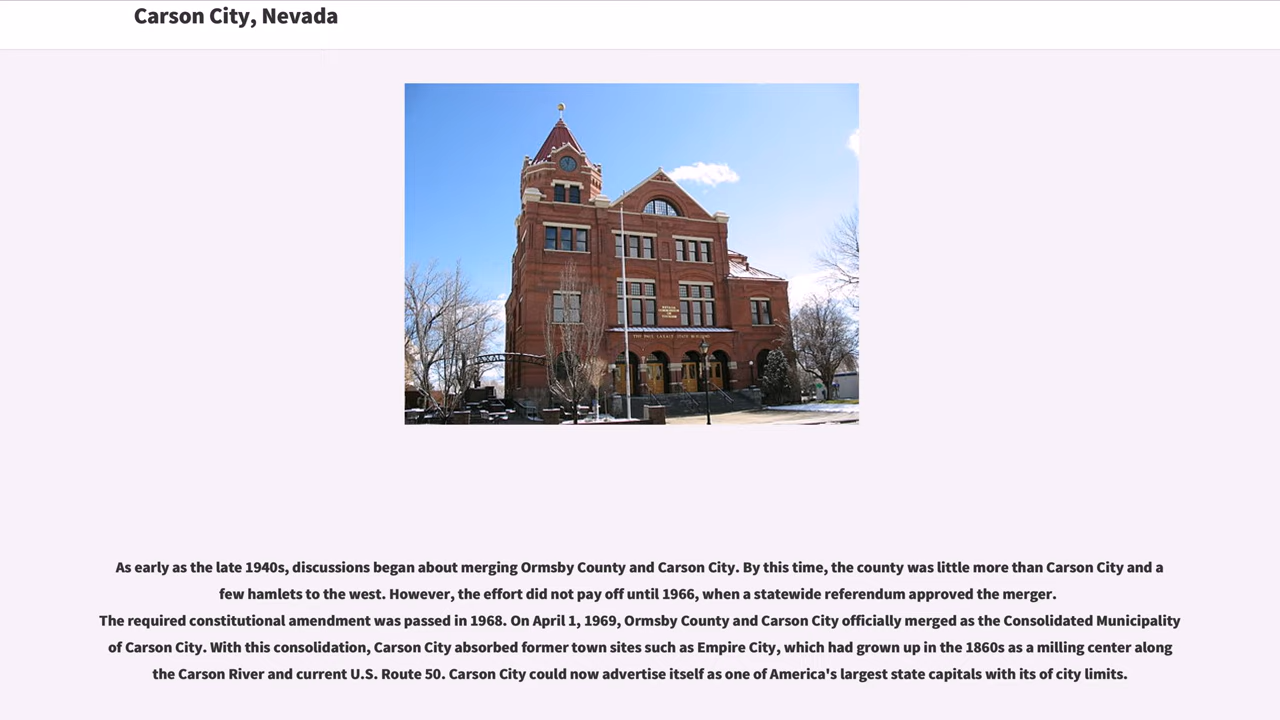 Carson City, Nevada
THE PAUL LAXALT STATE BUILDING
As early as the late 1940s, discussions began about merging Ormsby County and Carson City. By this time, the county was little more than Carson City and a
few hamlets to the west. However, the effort did not pay off until 1966, when a statewide referendum approved the merger.
The required constitutional amendment was passed in 1968. On April 1, 1969, Ormsby County and Carson City officially merged as the Consolidated Municipality
of Carson City. With this consolidation, Carson City absorbed former town sites such as Empire City, which had grown up in the 1860s as a milling center along
the Carson River and current U.S. Route 50. Carson City could now advertise itself as one of America's largest state capitals with its of city limits.